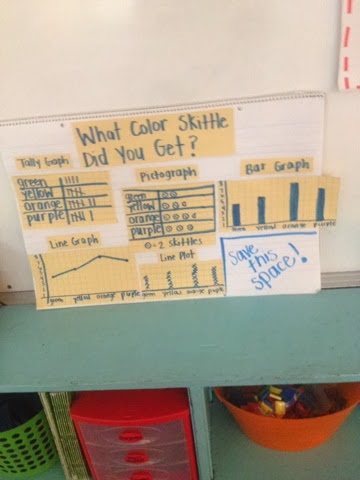 What Color Skittle
Did You Get?
Tally Graph
green
yellow
orange
purple
Pictograph
green
yellow
orange
purple
= 2 skittles
Bar Graph
green yellow orange purple
Line Graph
green yellow orange purple
Line Plot
green yellow orange purple
Save
this
space!